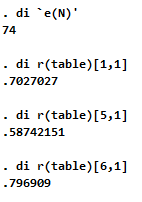 . di `e(N)'
74
. di r(table)[1,1]
.7027027
. di r(table)[5,1]
.58742151
. di r(table)[6,1]
.796909